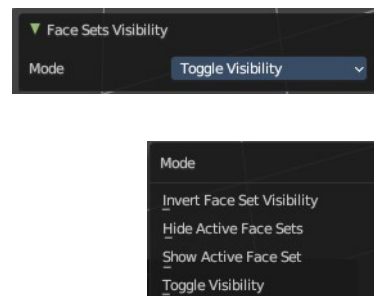 Face Sets Visibility
Mode Toggle Visibility
Mode
Invert Face Set Visibility
Hide Active Face Sets
Show Active Face Set
Toggle Visibility